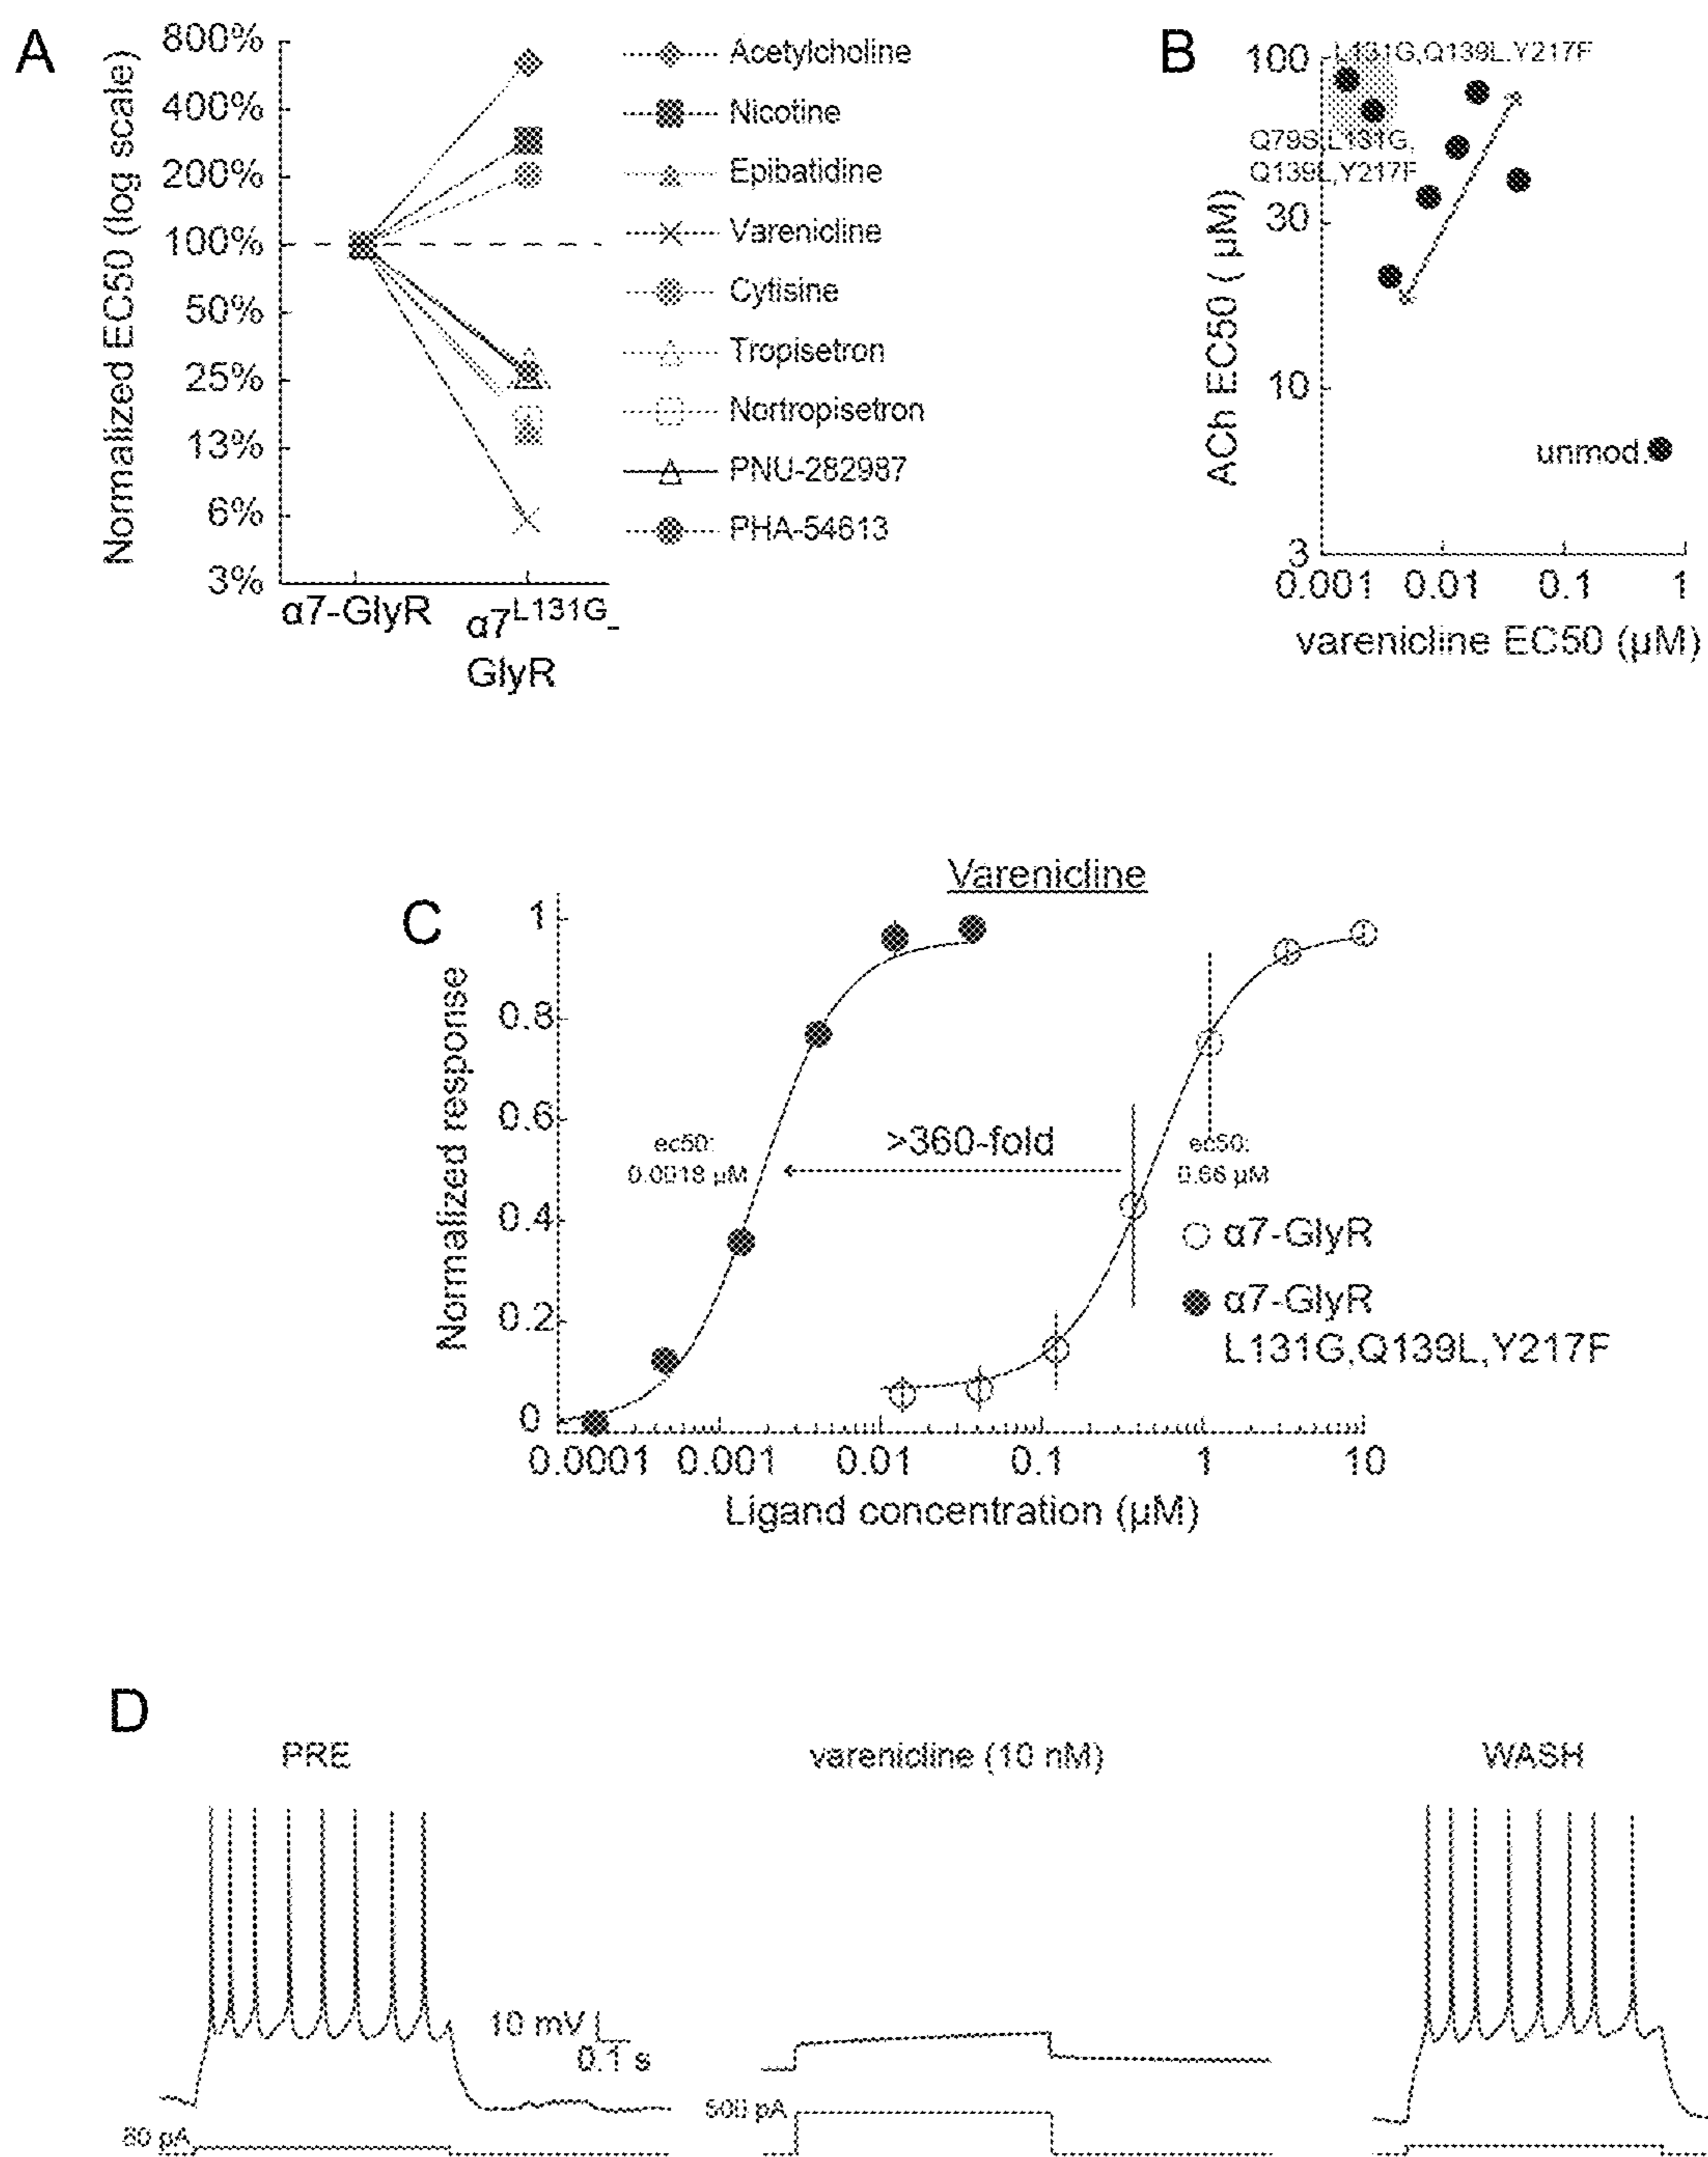 A
Normalized EC50 (log scale)
800%
400%
200%
100%
50%
25%
13%
6%
3%
α7-GlyR
α7L131G-
GlyR
Acetylcholine
Nicotine
Epibatidine
Varenicline
Cytisine
Tropisetron
Nortropisetron
PNU-282987
PHA-54613
B
ACh EC50 ( µM)
100
30
10
3
L131G,Q139L,Y217F
Q79S,L131G,
Q139L,Y217F
unmod.
0.001
0.01
0.1
1
varenicline EC50 (µM)
C
Varenicline
Normalized response
1
0.8
0.6
0.4
0.2
0
ec50:
0.0018 µM
>360-fold
ec50:
0.66 µM
α7-GlyR
α7-GlyR
L131G,Q139L,Y217F
0.0001
0.001
0.01
0.1
1
10
Ligand concentration (µM)
D
PRE
varenicline (10 nM)
WASH
10 mV
0.1 s
80 pA
500 pA